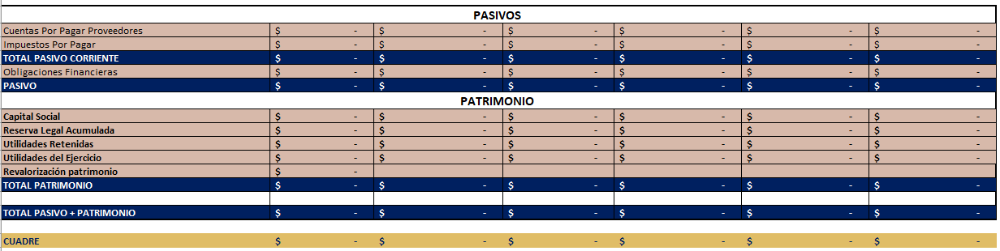 PASIVOS
Cuentas Por Pagar Proveedores $ - $ - $ - $ - $ - $ -
Impuestos Por Pagar $ - $ - $ - $ - $ - $ -
TOTAL PASIVO CORRIENTE $ - $ - $ - $ - $ - $ -
Obligaciones Financieras $ - $ - $ - $ - $ - $ -
PASIVO $ - $ - $ - $ - $ - $ -
PATRIMONIO
Capital Social $ - $ - $ - $ - $ - $ -
Reserva Legal Acumulada $ - $ - $ - $ - $ - $ -
Utilidades Retenidas $ - $ - $ - $ - $ - $ -
Utilidades del Ejercicio $ - $ - $ - $ - $ - $ -
Revalorización patrimonio $ -
TOTAL PATRIMONIO $ - $ - $ - $ - $ - $ -
TOTAL PASIVO + PATRIMONIO $ - $ - $ - $ - $ - $ -
CUADRE $ - $ - $ - $ - $ - $ -